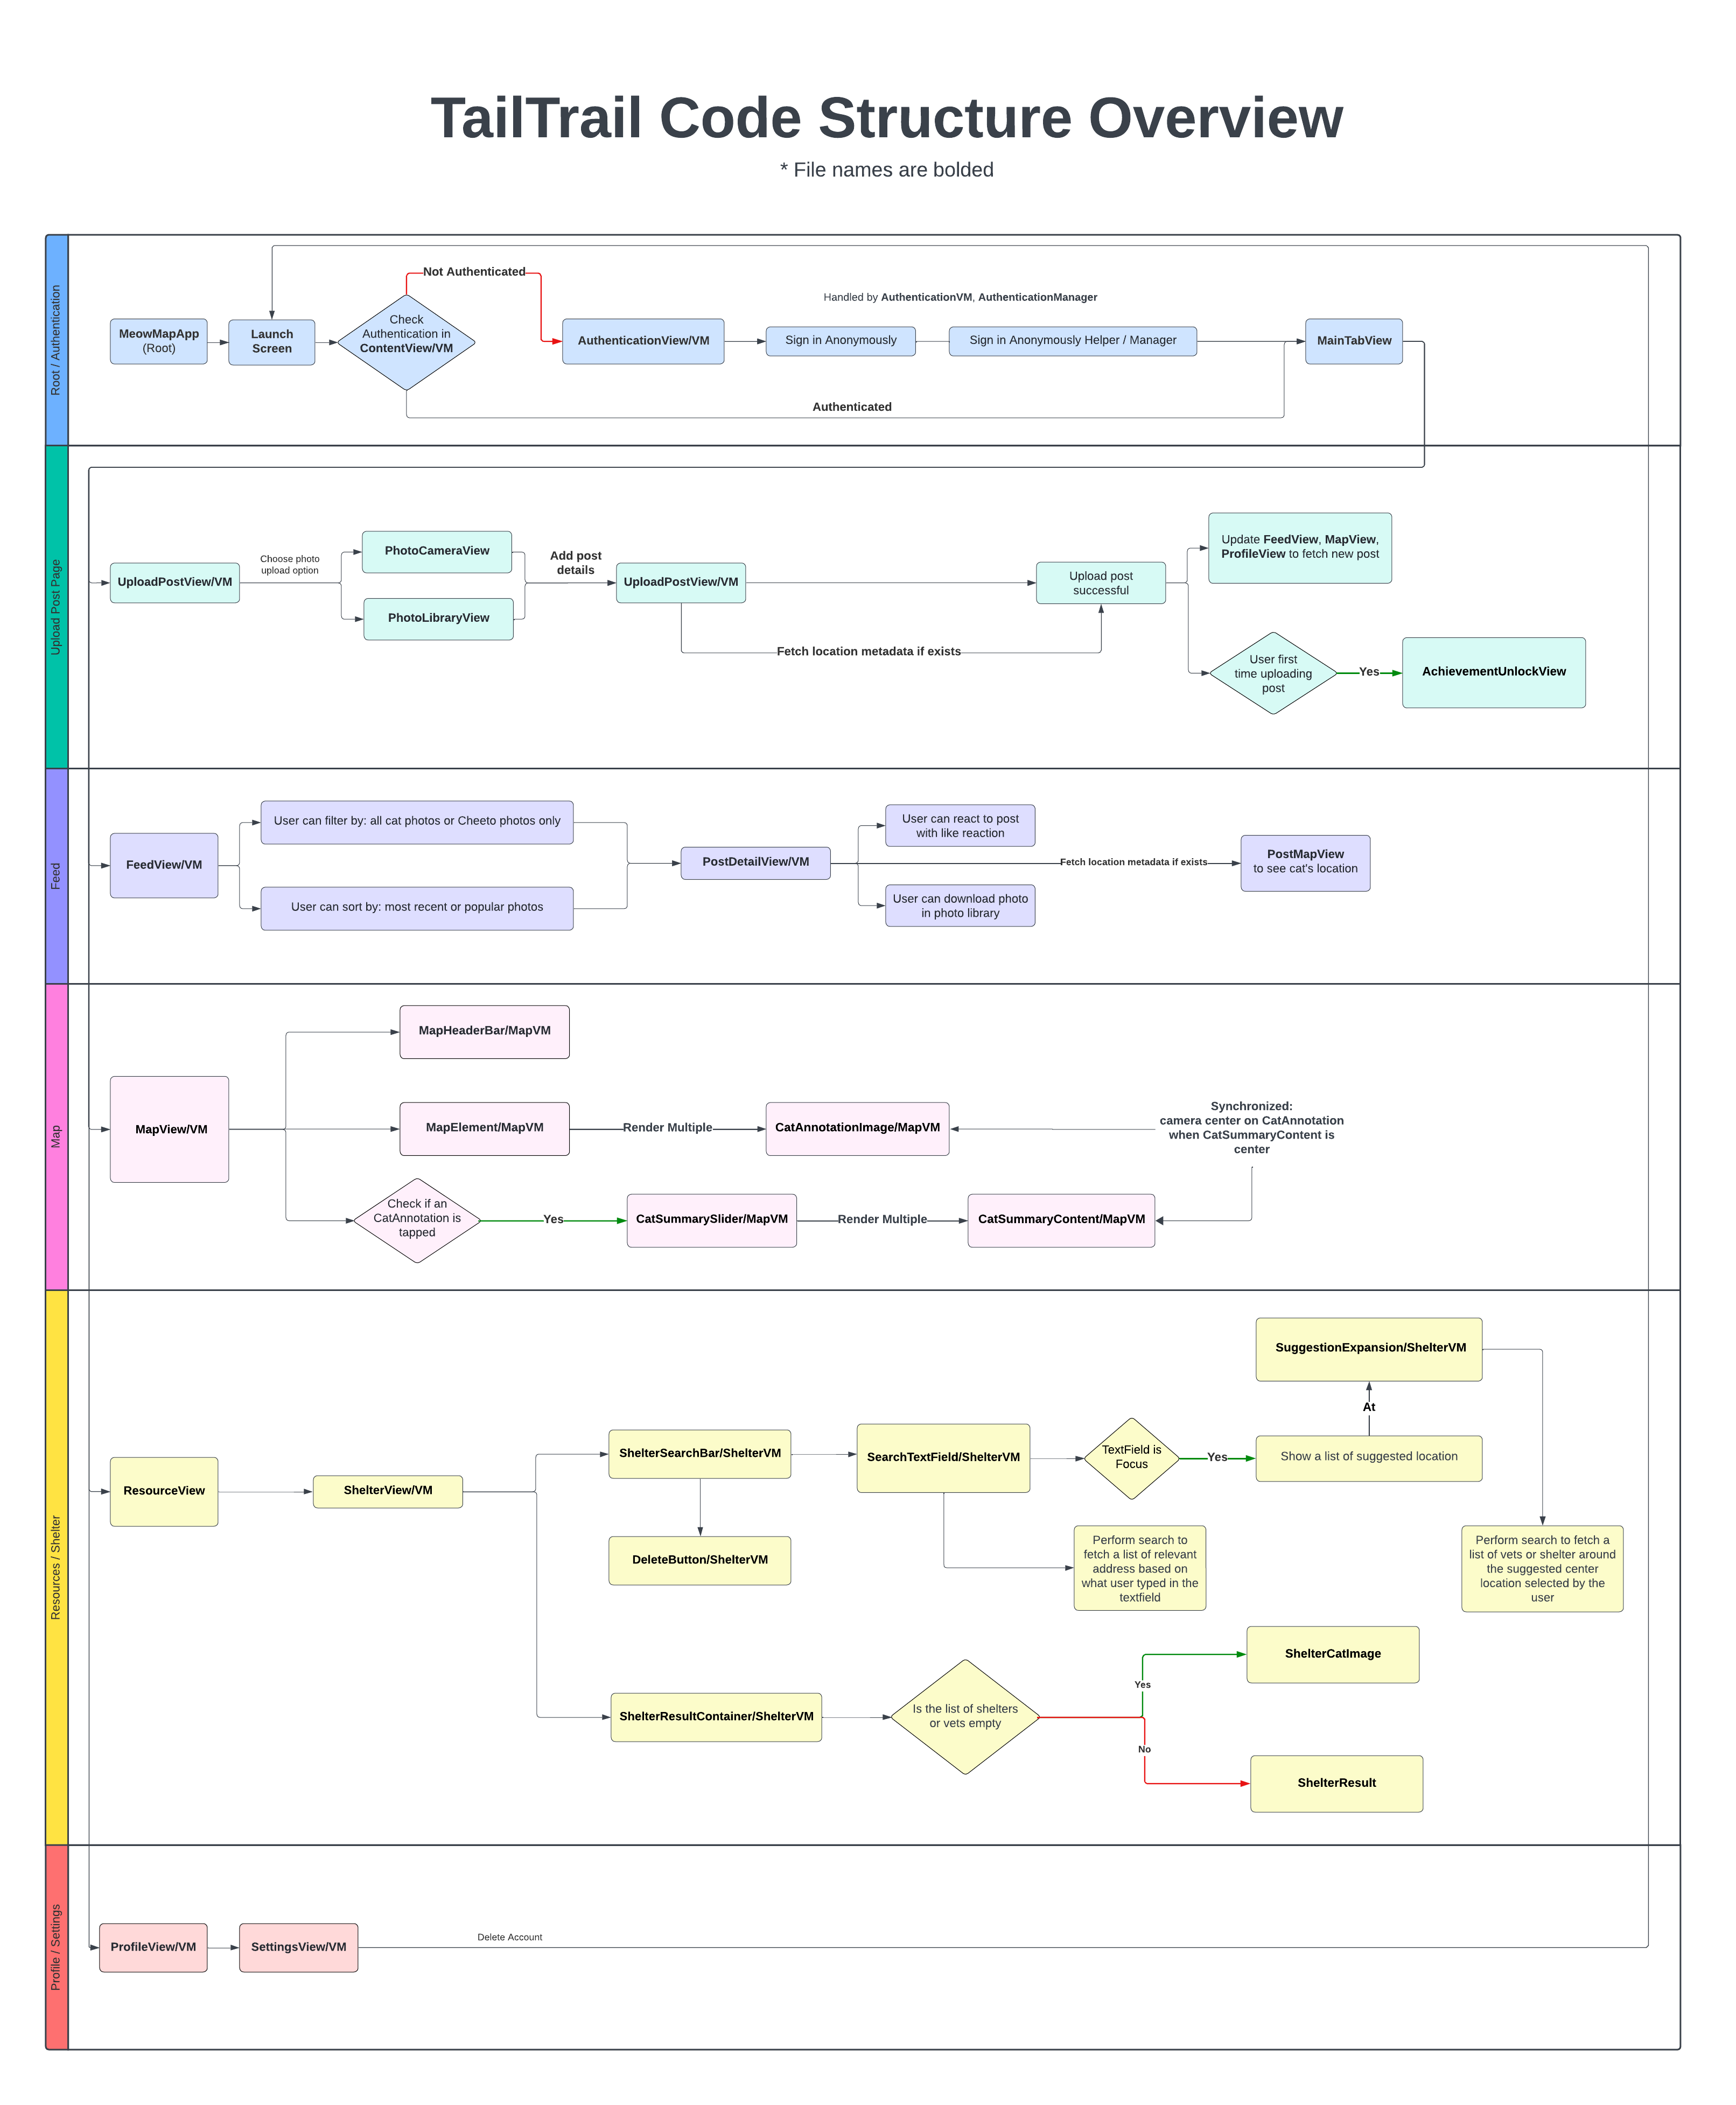 TailTrail Code Structure Overview
* File names are bolded
Root / Authentication
Not Authenticated
Handled by AuthenticationVM, AuthenticationManager
MeowMapApp
(Root)
Launch
Screen
Check
Authentication in
ContentView/VM
AuthenticationView/VM
Sign in Anonymously
Sign in Anonymously Helper / Manager
MainTabView
Authenticated
Upload Post Page
UploadPostView/VM
Choose photo
upload option
PhotoCameraView
PhotoLibraryView
Add post
details
UploadPostView/VM
Fetch location metadata if exists
Upload post
successful
Update FeedView, MapView,
ProfileView to fetch new post
User first
time uploading
post
Yes
AchievementUnlockView
Feed
FeedView/VM
User can filter by: all cat photos or Cheeto photos only
User can sort by: most recent or popular photos
PostDetailView/VM
User can react to post
with like reaction
Fetch location metadata if exists
User can download photo
in photo library
PostMapView
to see cat's location
Map
MapView/VM
MapHeaderBar/MapVM
MapElement/MapVM
Render Multiple
CatAnnotationImage/MapVM
Synchronized:
camera center on CatAnnotation
when CatSummaryContent is
center
Check if an
CatAnnotation is
tapped
Yes
CatSummarySlider/MapVM
Render Multiple
CatSummaryContent/MapVM
Resources / Shelter
ResourceView
ShelterView/VM
ShelterSearchBar/ShelterVM
DeleteButton/ShelterVM
SearchTextField/ShelterVM
TextField is
Focus
Yes
Show a list of suggested location
At
SuggestionExpansion/ShelterVM
Perform search to
fetch a list of relevant
address based on
what user typed in the
textfield
Perform search to fetch a
list of vets or shelter around
the suggested center
location selected by the
user
ShelterResultContainer/ShelterVM
Is the list of shelters
or vets empty
Yes
ShelterCatImage
No
ShelterResult
Profile / Settings
ProfileView/VM
SettingsView/VM
Delete Account